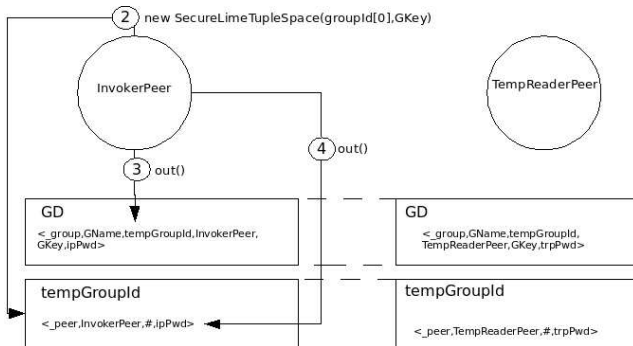 2 new SecureLimeTupleSpace(groupId[0],GKey)
InvokerPeer
TempReaderPeer
4 out()
3 out()
GD
<_group,GName,tempGroupId,InvokerPeer,
GKey,ipPwd>
GD
<_group,GName,tempGroupId,
TempReaderPeer,GKey,trpPwd>
tempGroupId
<_peer,InvokerPeer,#,ipPwd>
tempGroupId
<_peer,TempReaderPeer,#,trpPwd>